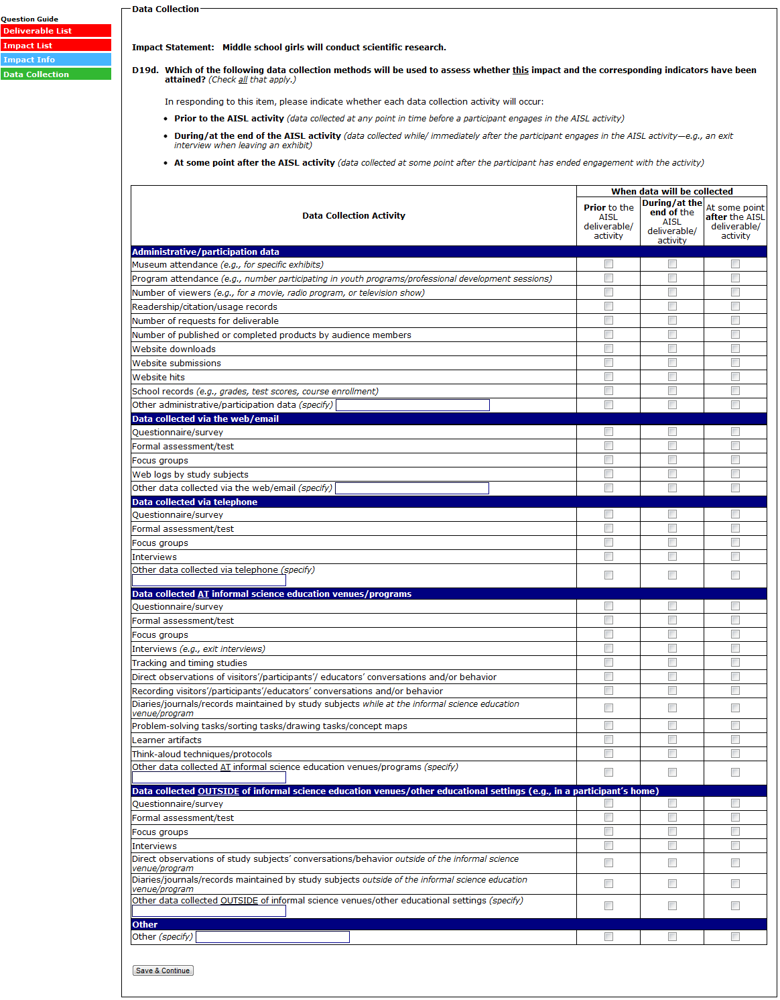 Question Guide
Deliverable List
Impact List
Impact Info
Data Collection
Data Collection
Impact Statement: Middle school girls will conduct scientific research.
D19d. Which of the following data collection methods will be used to assess whether this impact and the corresponding indicators have been
attained? (Check all that apply.)
In responding to this item, please indicate whether each data collection activity will occur:
• Prior to the AISL activity (data collected at any point in time before a participant engages in the AISL activity)
• During/at the end of the AISL activity (data collected while/ immediately after the participant engages in the AISL activity—e.g., an exit
interview when leaving an exhibit)
• At some point after the AISL activity (data collected at some point after the participant has ended engagement with the activity)
Data Collection Activity
When data will be collected
Prior to the
AISL
deliverable/
activity
During/at the
end of the
AISL
deliverable/
activity
At some point
after the AISL
deliverable/
activity
Administrative/participation data
Museum attendance (e.g., for specific exhibits)
Program attendance (e.g., number participating in youth programs/professional development sessions)
Number of viewers (e.g., for a movie, radio program, or television show)
Readership/citation/usage records
Number of requests for deliverable
Number of published or completed products by audience members
Website downloads
Website submissions
Website hits
School records (e.g., grades, test scores, course enrollment)
Other administrative/participation data (specify)
Data collected via the web/email
Questionnaire/survey
Formal assessment/test
Focus groups
Web logs by study subjects
Other data collected via the web/email (specify)
Data collected via telephone
Questionnaire/survey
Formal assessment/test
Focus groups
Interviews
Other data collected via telephone (specify)
Data collected AT informal science education venues/programs
Questionnaire/survey
Formal assessment/test
Focus groups
Interviews (e.g., exit interviews)
Tracking and timing studies
Direct observations of visitors’/participants’/ educators’ conversations and/or behavior
Recording visitors’/participants’/educators’ conversations and/or behavior
Diaries/journals/records maintained by study subjects while at the informal science education
venue/program
Problem-solving tasks/sorting tasks/drawing tasks/concept maps
Learner artifacts
Think-aloud techniques/protocols
Other data collected AT informal science education venues/programs (specify)
Data collected OUTSIDE of informal science education venues/other educational settings (e.g., in a participant’s home)
Questionnaire/survey
Formal assessment/test
Focus groups
Interviews
Direct observations of study subjects’ conversations/behavior outside of the informal science
venue/program
Diaries/journals/records maintained by study subjects outside of the informal science education
venue/program
Other data collected OUTSIDE of informal science venues/other educational settings (specify)
Other
Other (specify)
Save & Continue